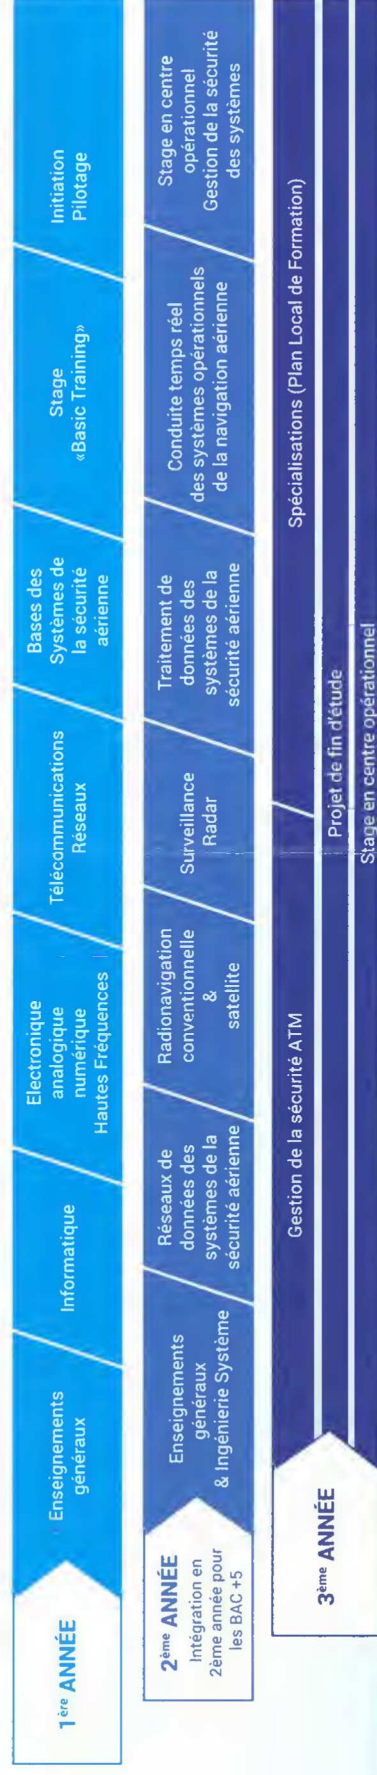 1ère ANNÉE
Enseignements
généraux
Informatique
Electronique
analogique
numérique
Hautes Fréquences
Télécommunications
Réseaux
Bases des
Systèmes de
la sécurité
aérienne
Stage
«Basic Training»
Initiation
Pilotage
2ème ANNÉE
Intégration en
2ème année pour
les BAC +5
Enseignements
généraux
& Ingénierie Système
Réseaux de
données des
systèmes de la
sécurité aérienne
Radionavigation
conventionnelle
&
satellite
Surveillance
Radar
Traitement de
données des
systèmes de la
sécurité aérienne
Conduite temps réel
des systèmes opérationnels
de la navigation aérienne
Stage en centre
opérationnel
Gestion de la sécurité
des systèmes
3ème ANNÉE
Gestion de la sécurité ATM
Spécialisations (Plan Local de Formation)
Projet de fin d'étude
Stage en centre opérationnel